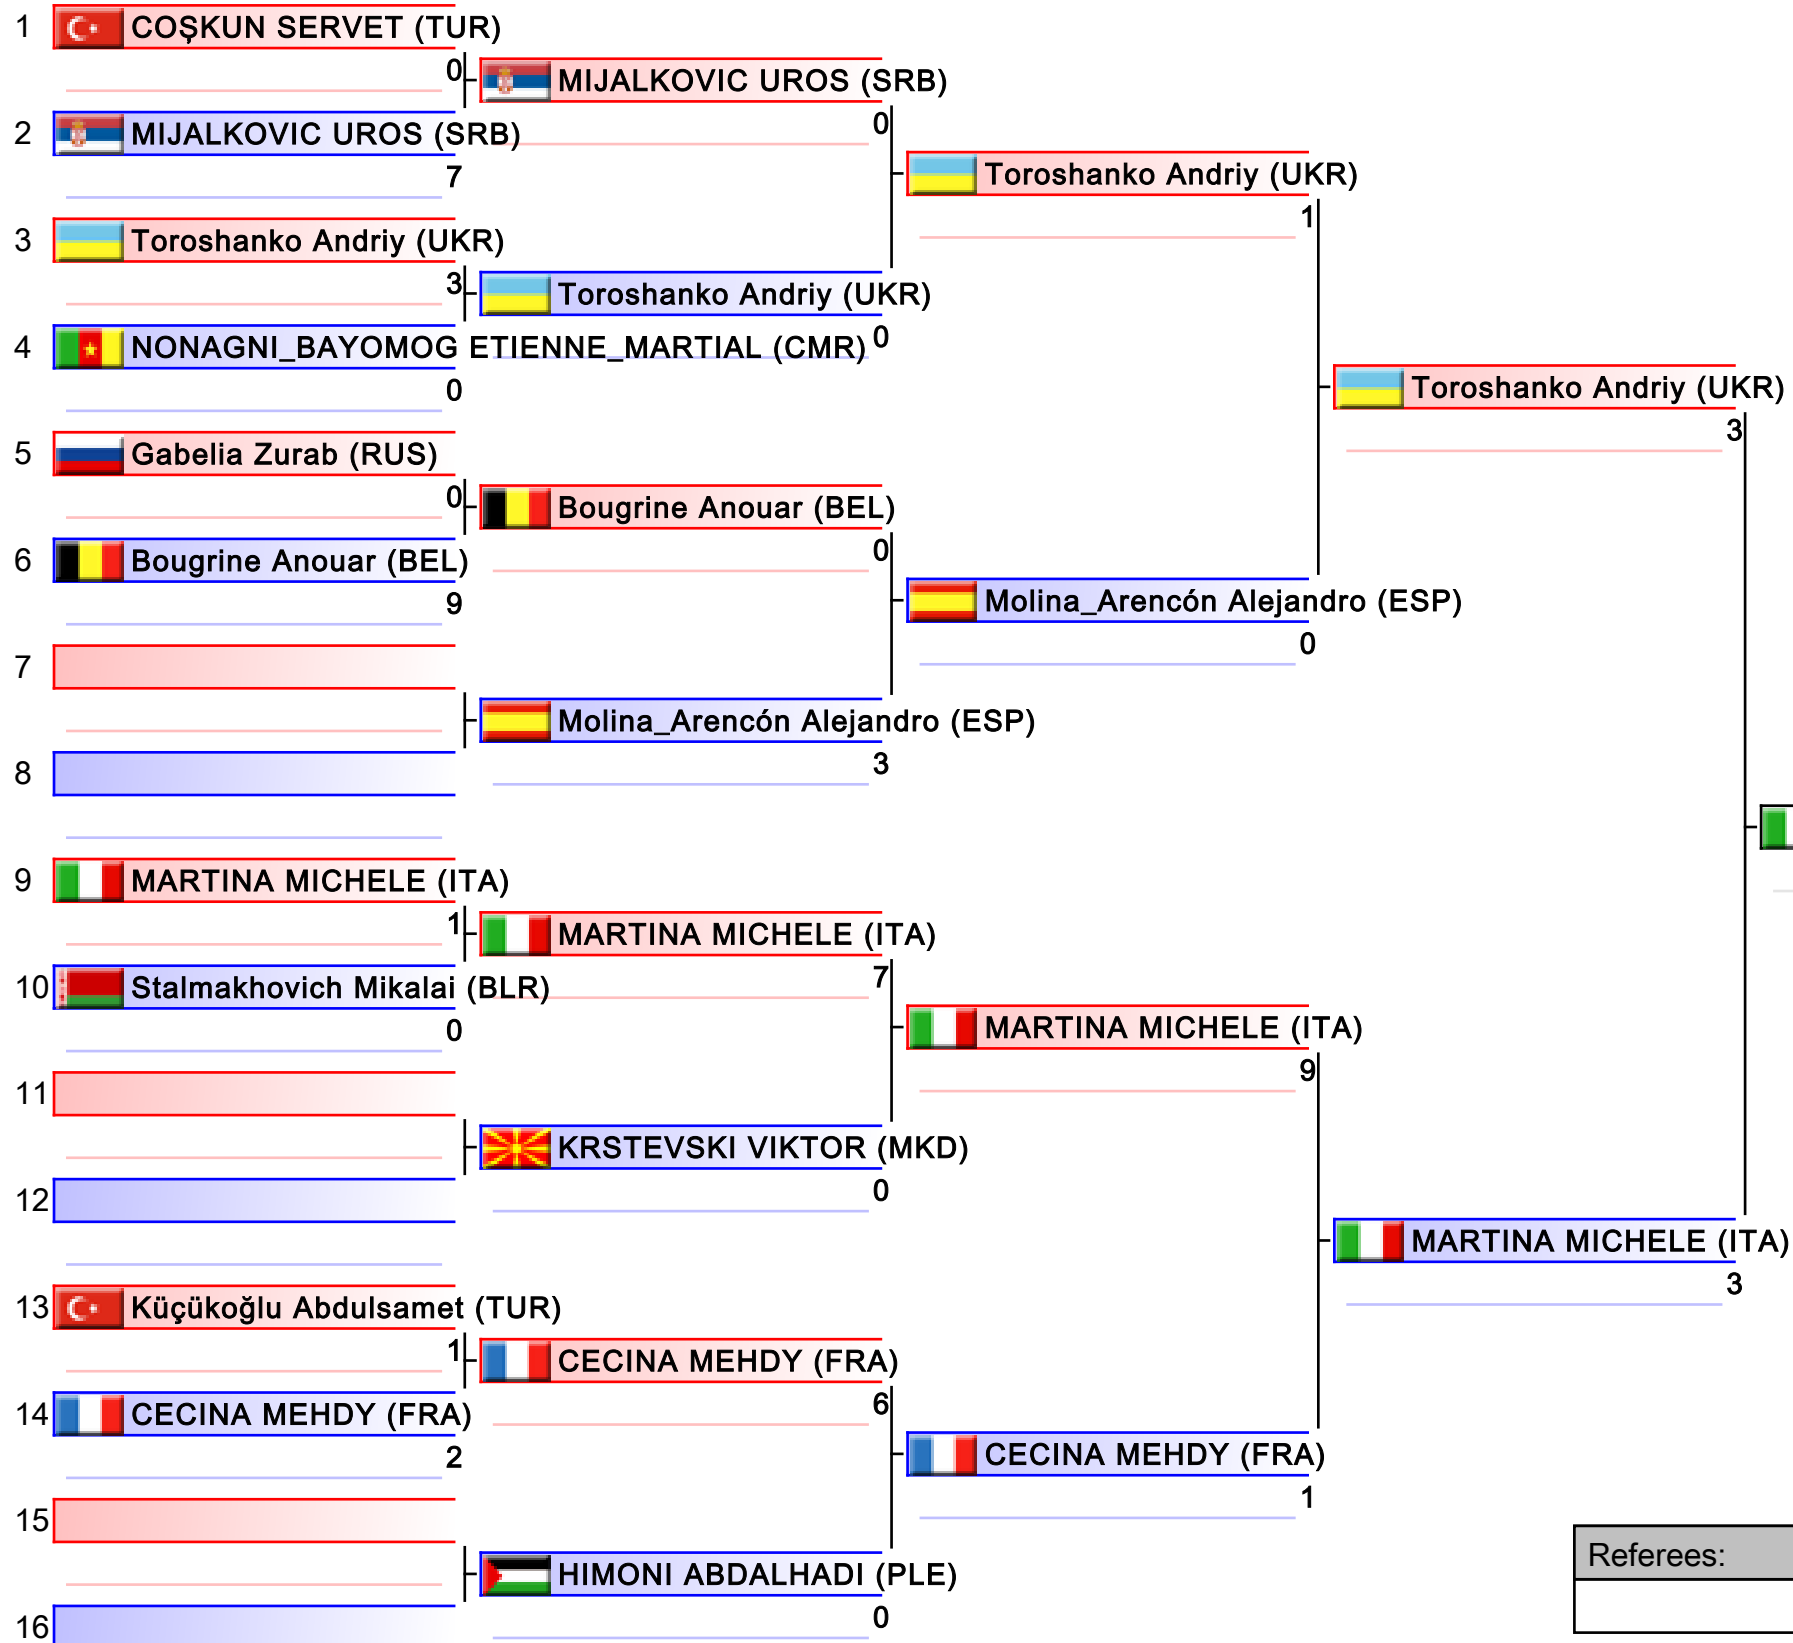 1 COŞKUN SERVET (TUR)
0
MIJALKOVIC UROS (SRB)
0
2 MIJALKOVIC UROS (SRB)
7
Toroshanko Andriy (UKR)
1
3 Toroshanko Andriy (UKR)
3
Toroshanko Andriy (UKR)
0
4 NONAGNI_BAYOMOG ETIENNE_MARTIAL (CMR)
0
Toroshanko Andriy (UKR)
3
5 Gabelia Zurab (RUS)
0
Bougrine Anouar (BEL)
0
6 Bougrine Anouar (BEL)
9
Molina_Arencón Alejandro (ESP)
0
7
Molina_Arencón Alejandro (ESP)
3
8
9 MARTINA MICHELE (ITA)
1
MARTINA MICHELE (ITA)
7
10 Stalmakhovich Mikalai (BLR)
0
MARTINA MICHELE (ITA)
9
11
KRSTEVSKI VIKTOR (MKD)
0
12
MARTINA MICHELE (ITA)
3
13 Küçükoğlu Abdulsamet (TUR)
1
CECINA MEHDY (FRA)
6
14 CECINA MEHDY (FRA)
2
CECINA MEHDY (FRA)
1
15
HIMONI ABDALHADI (PLE)
0
16
Referees: